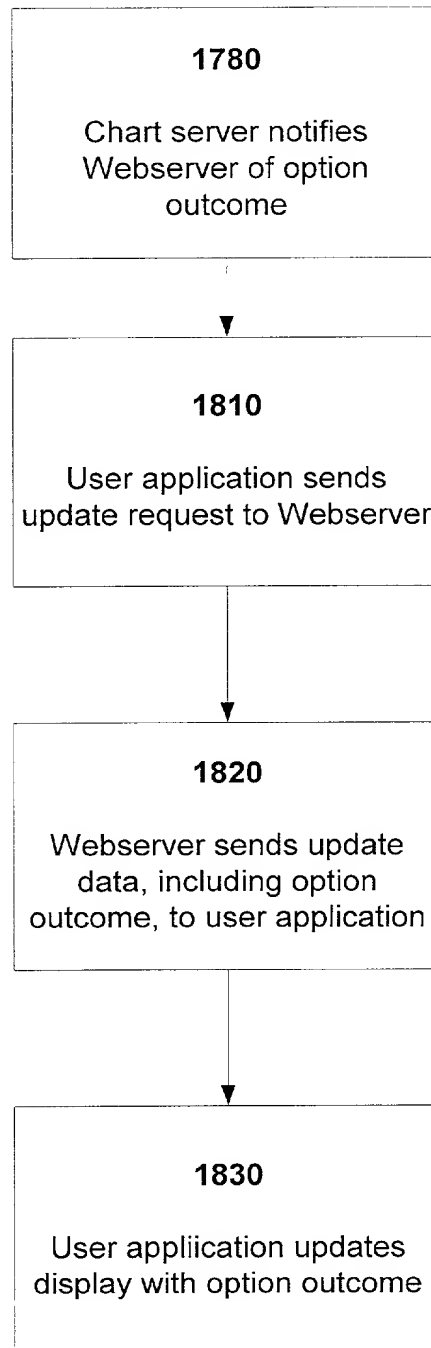 1780
Chart server notifies
Webserver of option
outcome
1810
User application sends
update request to Webserver
1820
Webserver sends update
data, including option
outcome, to user application
1830
User appliication updates
display with option outcome